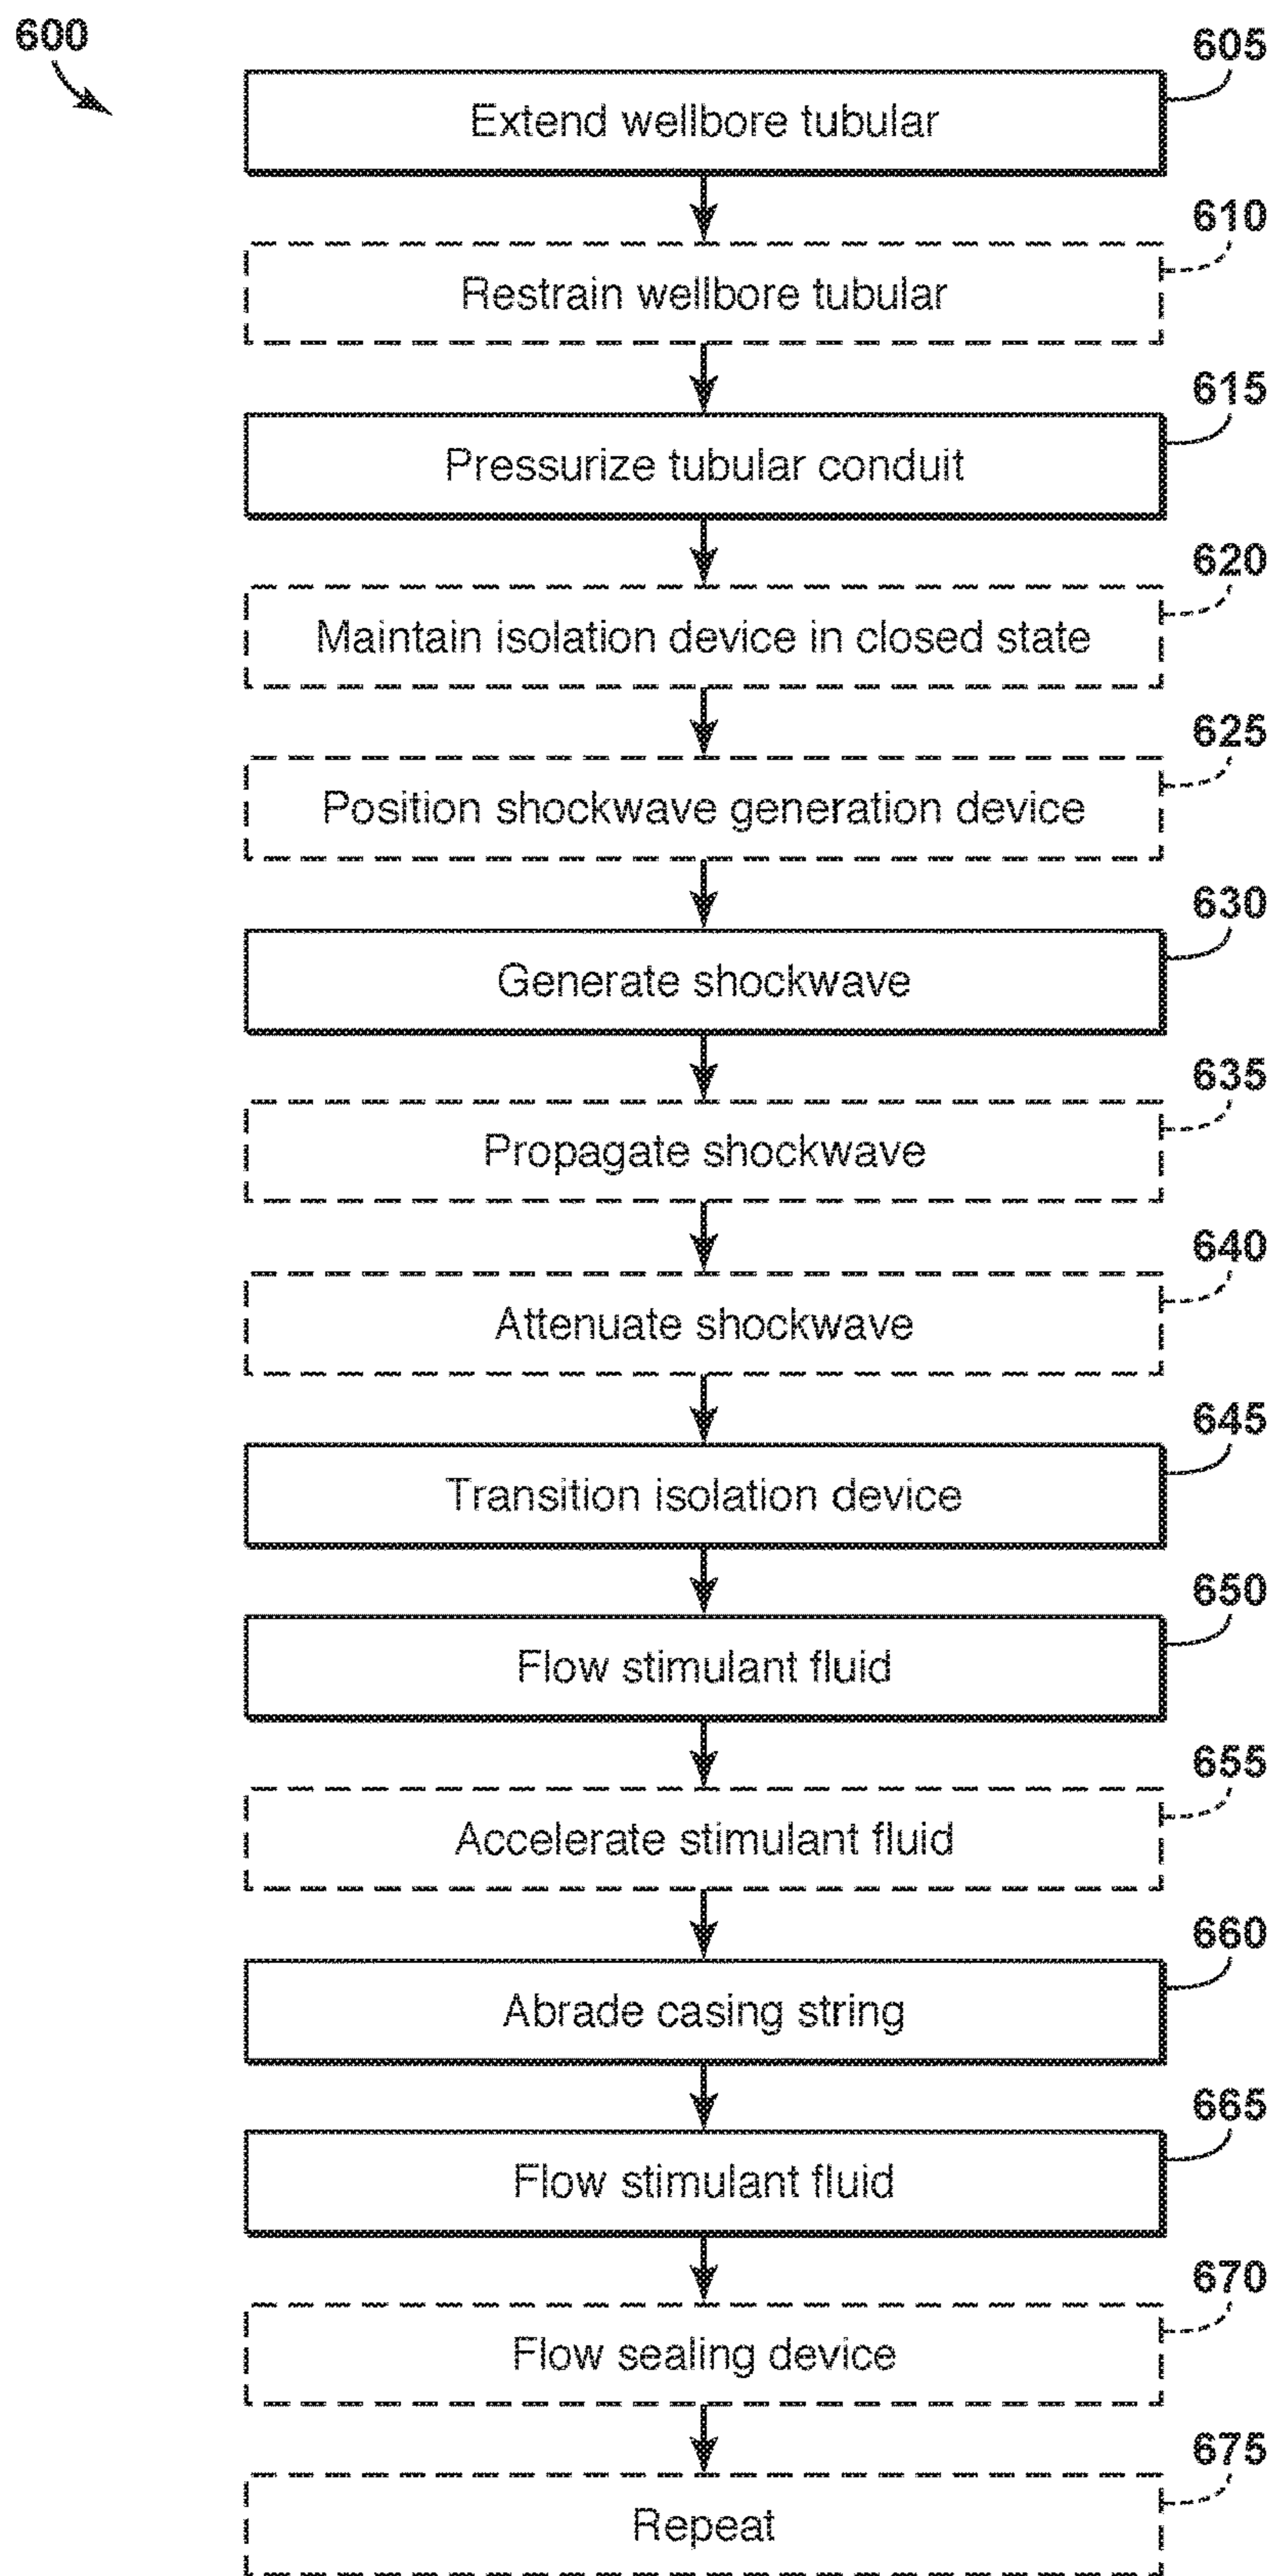 600
605
Extend wellbore tubular
610
Restrain wellbore tubular
615
Pressurize tubular conduit
620
Maintain isolation device in closed state
625
Position shockwave generation device
630
Generate shockwave
635
Propagate shockwave
640
Attenuate shockwave
645
Transition isolation device
650
Flow stimulant fluid
655
Accelerate stimulant fluid
660
Abrade casing string
665
Flow stimulant fluid
670
Flow sealing device
675
Repeat